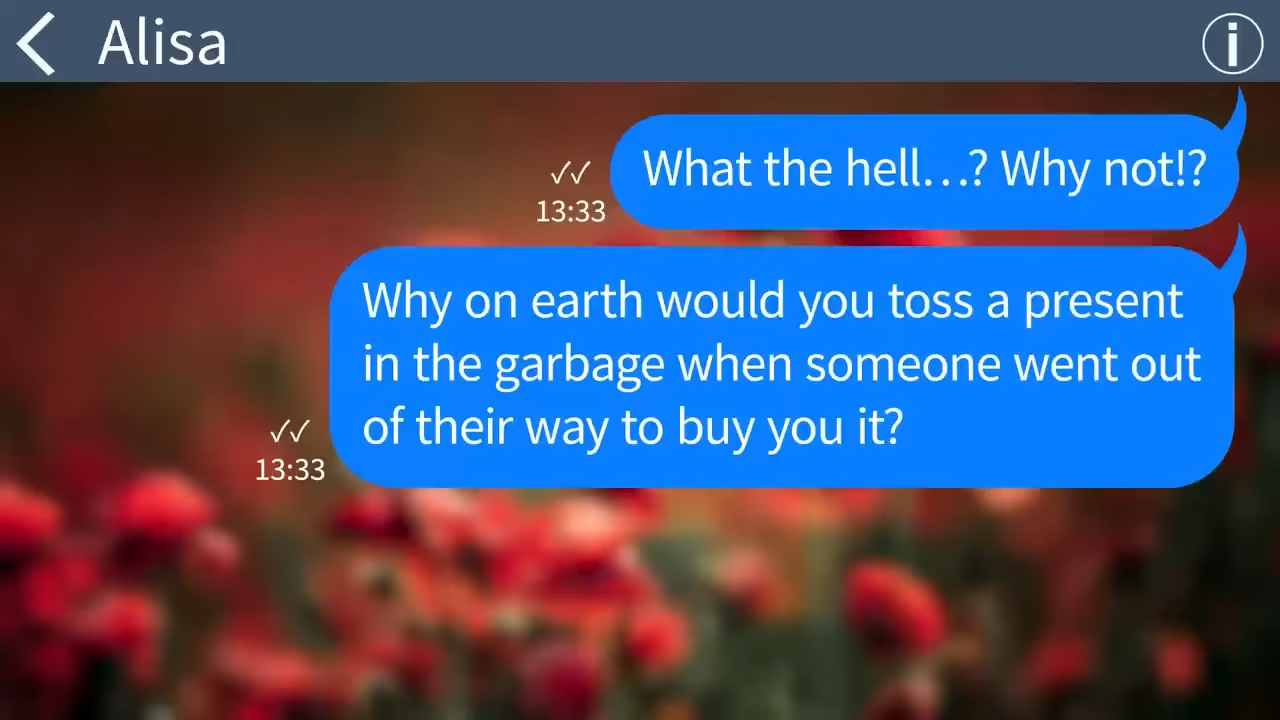 Alisa
What the hell…? Why not!?
✓✓
13:33
Why on earth would you toss a present
in the garbage when someone went out
of their way to buy you it?
✓✓
13:33